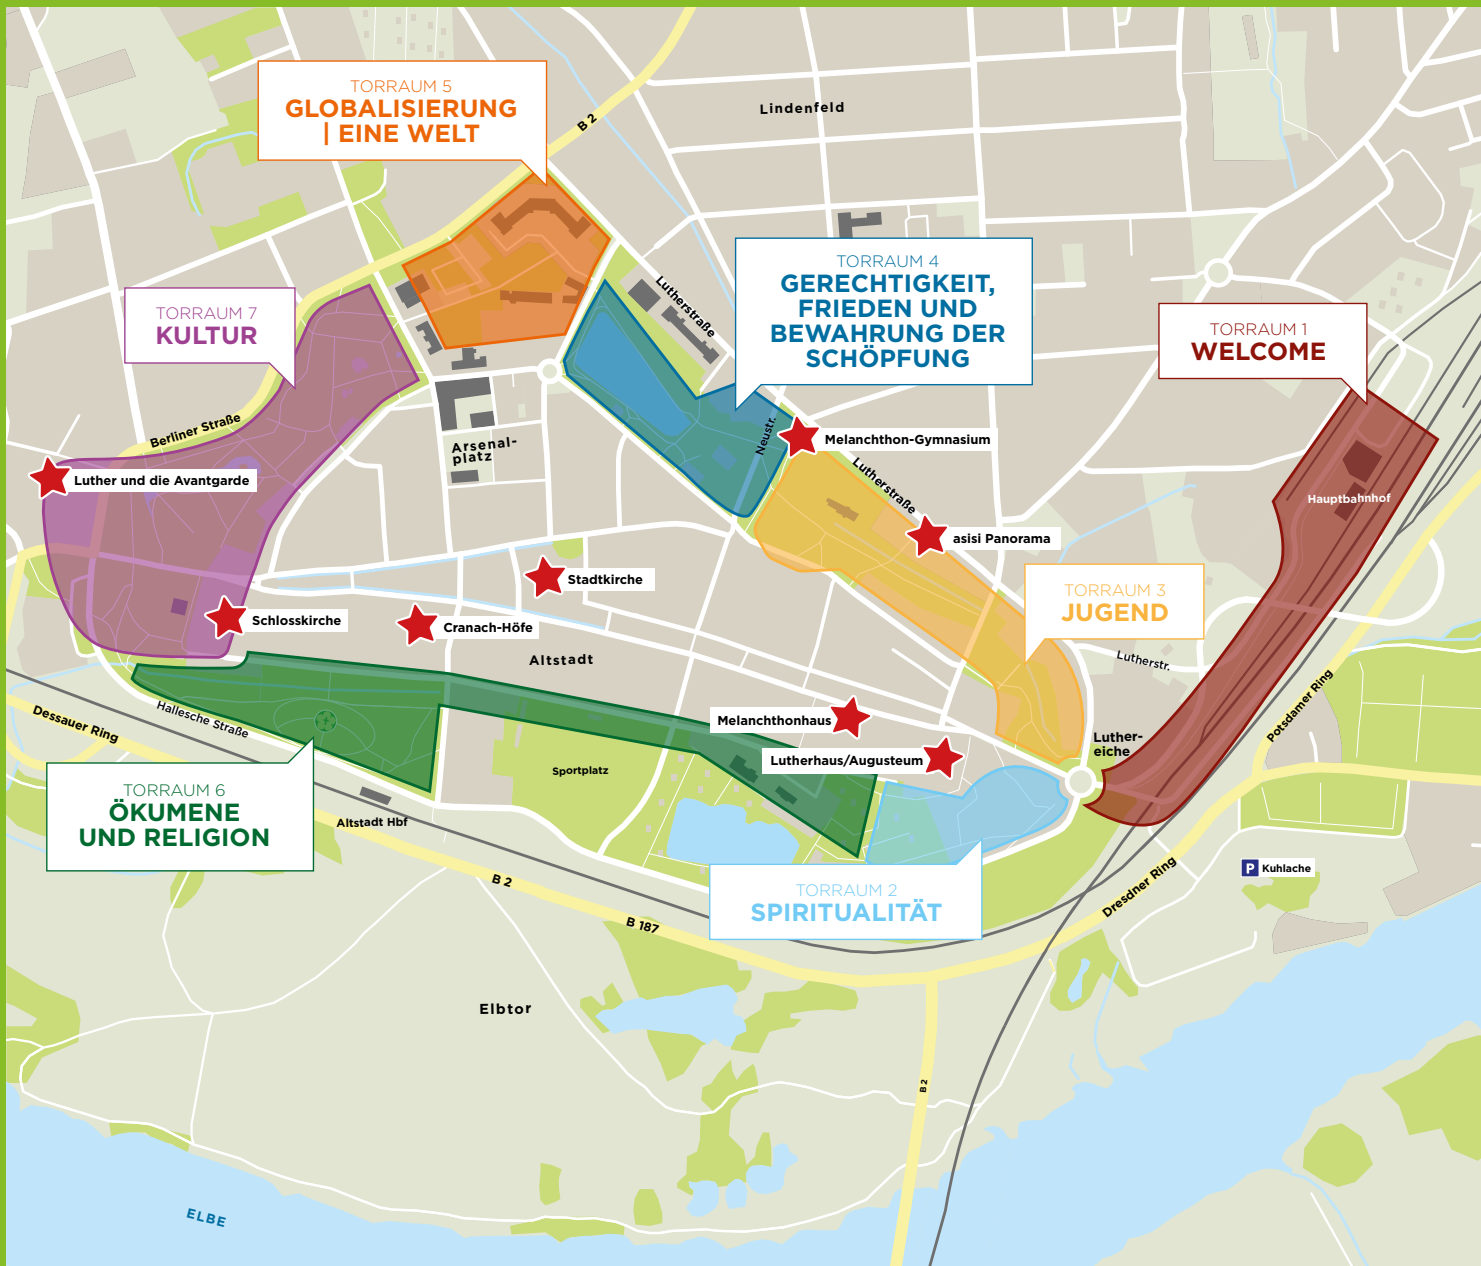 TORRAUM 5
GLOBALISIERUNG
| EINE WELT
B 2
Lindenfeld
TORRAUM 4
GERECHTIGKEIT,
FRIEDEN UND
BEWAHRUNG DER
SCHÖPFUNG
Lutherstraße
TORRAUM 7
KULTUR
TORRAUM 1
WELCOME
Berliner Straße
Arsenal-
platz
Neustr.
Melanchthon-Gymnasium
Lutherstraße
Luther und die Avantgarde
Hauptbahnhof
asisi Panorama
Stadtkirche
TORRAUM 3
JUGEND
Schlosskirche
Cranach-Höfe
Altstadt
Lutherstr.
Dessauer Ring
Hallesche Straße
Melanchthonhaus
Potsdamer Ring
Luther-
eiche
Lutherhaus/Augusteum
Sportplatz
TORRAUM 6
ÖKUMENE
UND RELIGION
Altstadt Hbf
B 2
B 187
TORRAUM 2
SPIRITUALITÄT
P Kuhlache
Dresdner Ring
Elbtor
B 2
ELBE